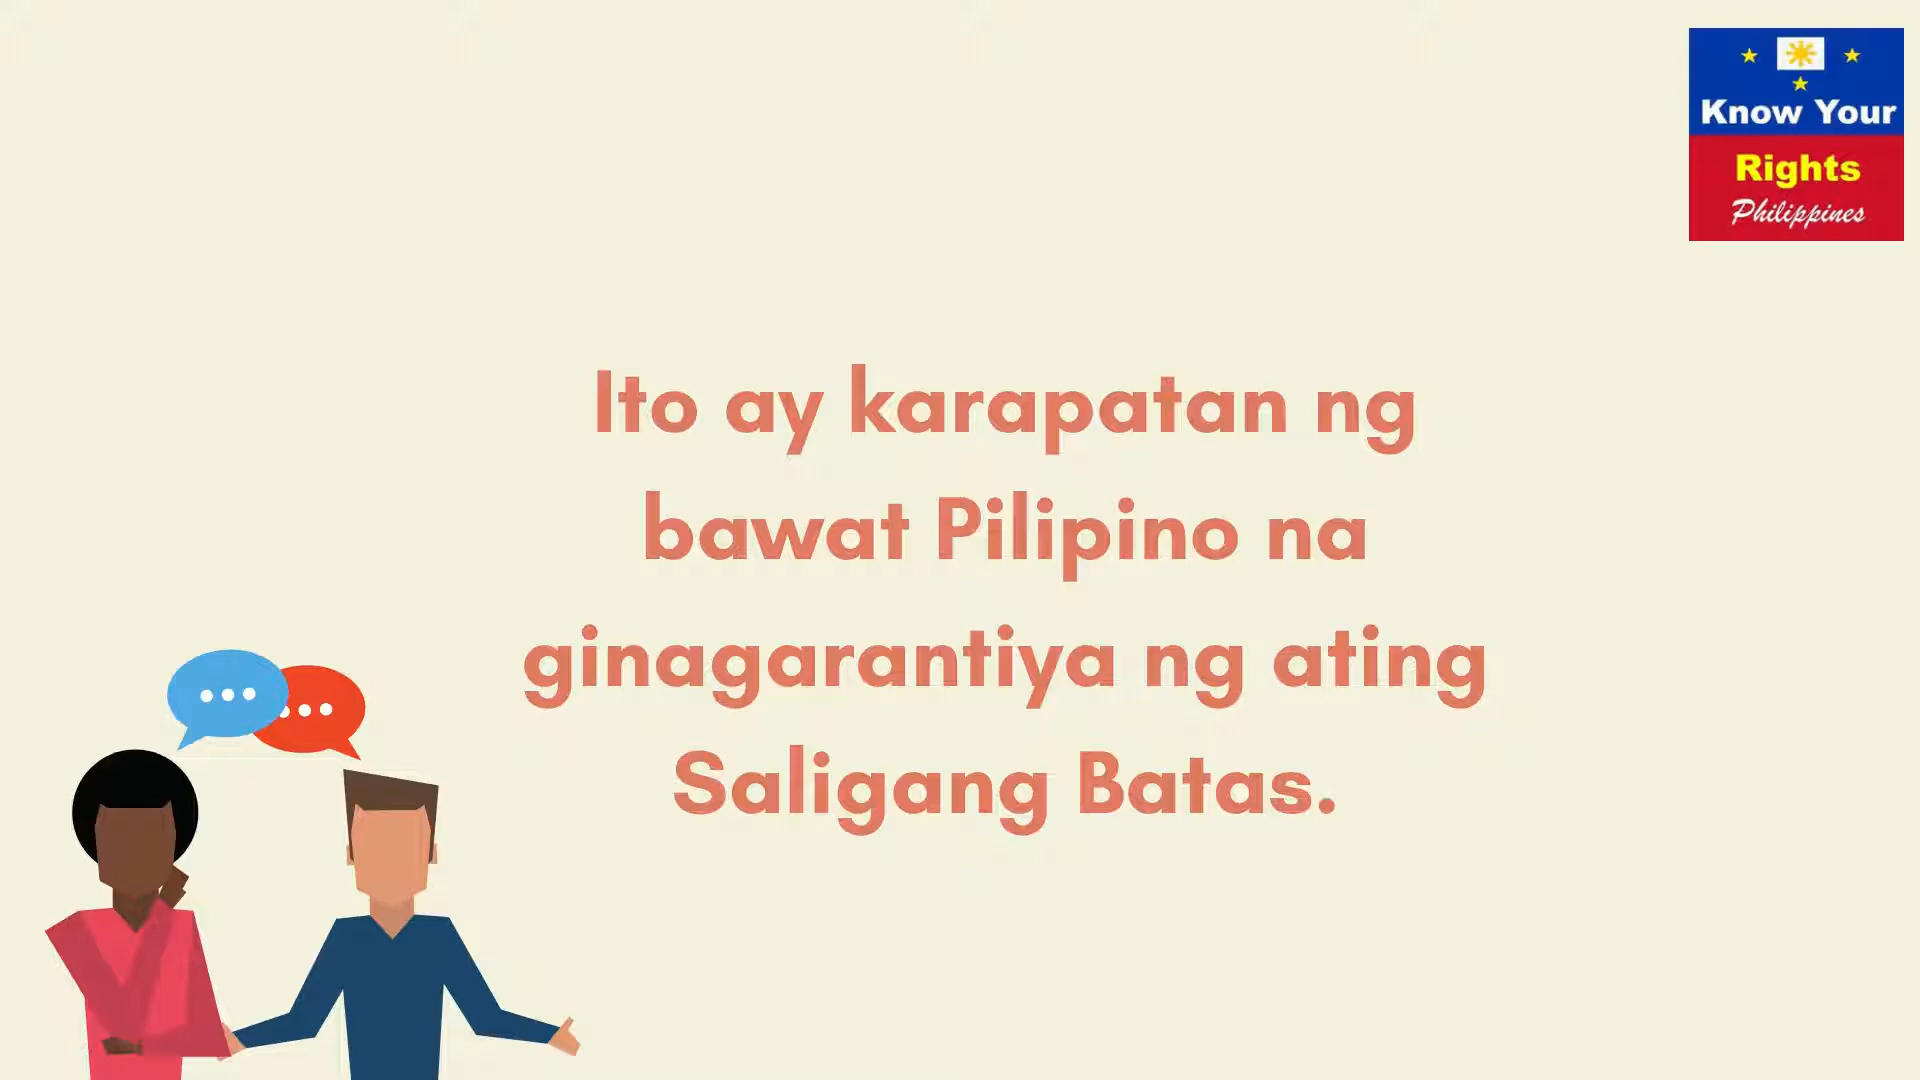 Know Your
Rights
Philippines
Ito ay karapatan ng
bawat Pilipino na
ginagarantiya ng ating
Saligang Batas.